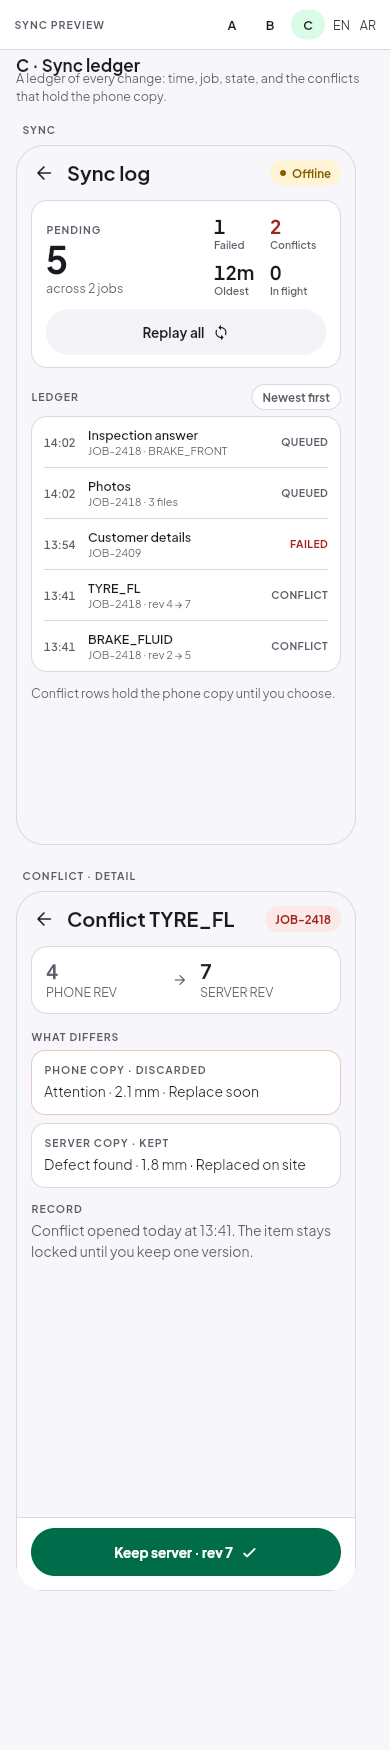 SYNC PREVIEW
A
B
C
EN
AR
C · Sync ledger
A ledger of every change: time, job, state, and the conflicts
that hold the phone copy.
SYNC
Sync log
Offline
PENDING
5
across 2 jobs
1
Failed
2
Conflicts
12m
Oldest
0
In flight
Replay all
LEDGER
Newest first
14:02
Inspection answer
JOB-2418 · BRAKE_FRONT
QUEUED
14:02
Photos
JOB-2418 · 3 files
QUEUED
13:54
Customer details
JOB-2409
FAILED
13:41
TYRE_FL
JOB-2418 · rev 4 → 7
CONFLICT
13:41
BRAKE_FLUID
JOB-2418 · rev 2 → 5
CONFLICT
Conflict rows hold the phone copy until you choose.
CONFLICT · DETAIL
Conflict TYRE_FL
JOB-2418
4
PHONE REV
7
SERVER REV
WHAT DIFFERS
PHONE COPY · DISCARDED
Attention · 2.1 mm · Replace soon
SERVER COPY · KEPT
Defect found · 1.8 mm · Replaced on site
RECORD
Conflict opened today at 13:41. The item stays
locked until you keep one version.
Keep server · rev 7